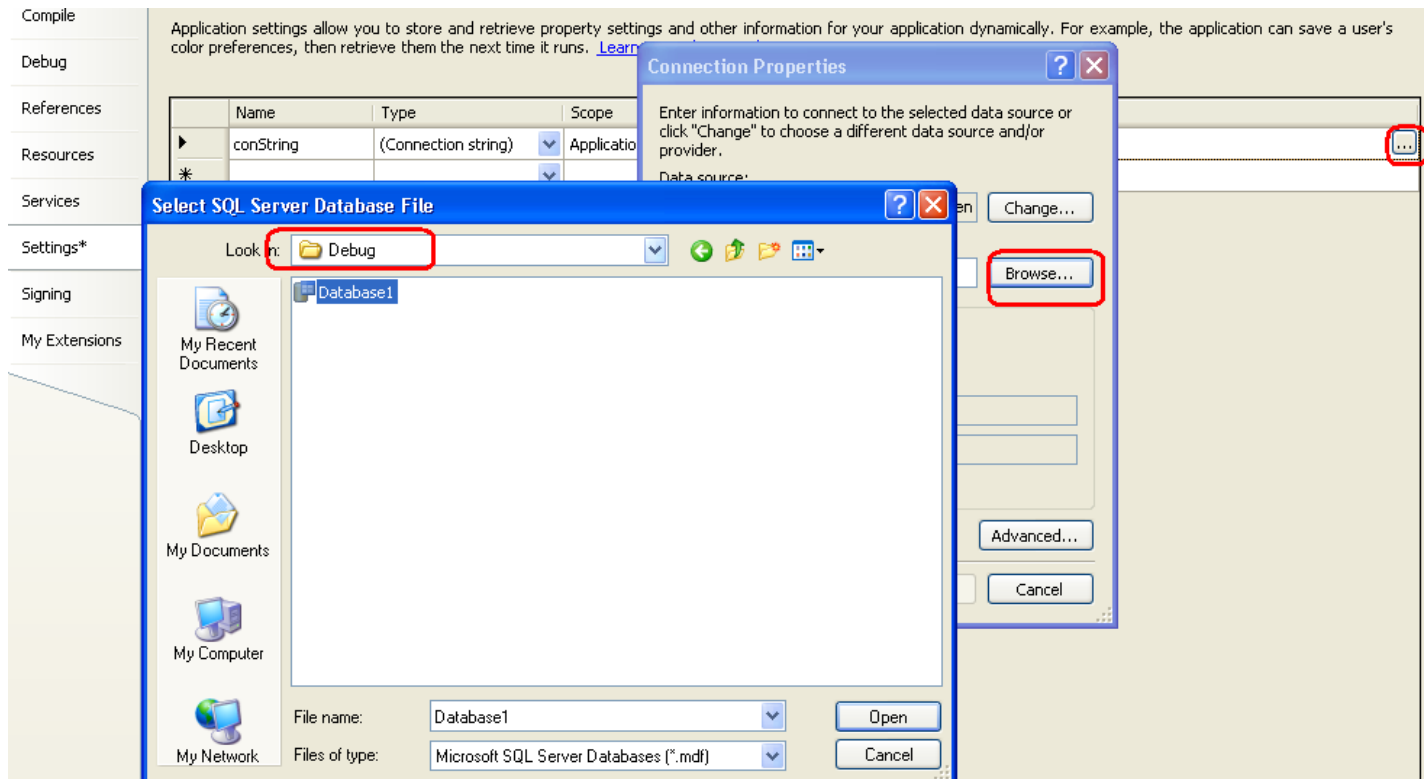 Compile
Debug
References
Resources
Services
Settings*
Signing
My Extensions
Application settings allow you to store and retrieve property settings and other information for your application dynamically. For example, the application can save a user's
color preferences, then retrieve them the next time it runs. Learn
Name Type Scope
conString (Connection string) Applicatio
...
*
Connection Properties
Enter information to connect to the selected data source or
click "Change" to choose a different data source and/or
provider.
Data source:
Change...
Browse...
Advanced...
Cancel
Select SQL Server Database File
Look in: Debug
Database1
My Recent
Documents
Desktop
My Documents
My Computer
My Network
File name: Database1 Open
Files of type: Microsoft SQL Server Databases (*.mdf) Cancel